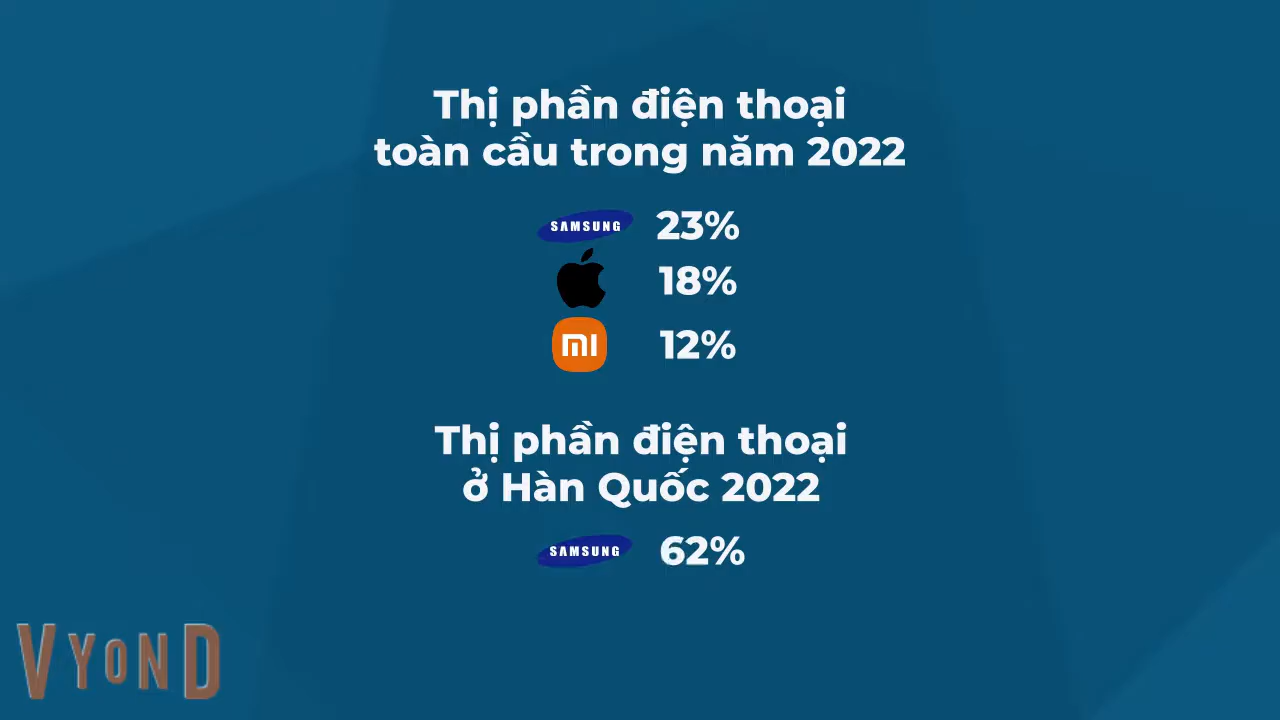 Thị phần điện thoại
toàn cầu trong năm 2022
SAMSUNG 23%
18%
mi 12%
Thị phần điện thoại
ở Hàn Quốc 2022
SAMSUNG 62%
VYOND